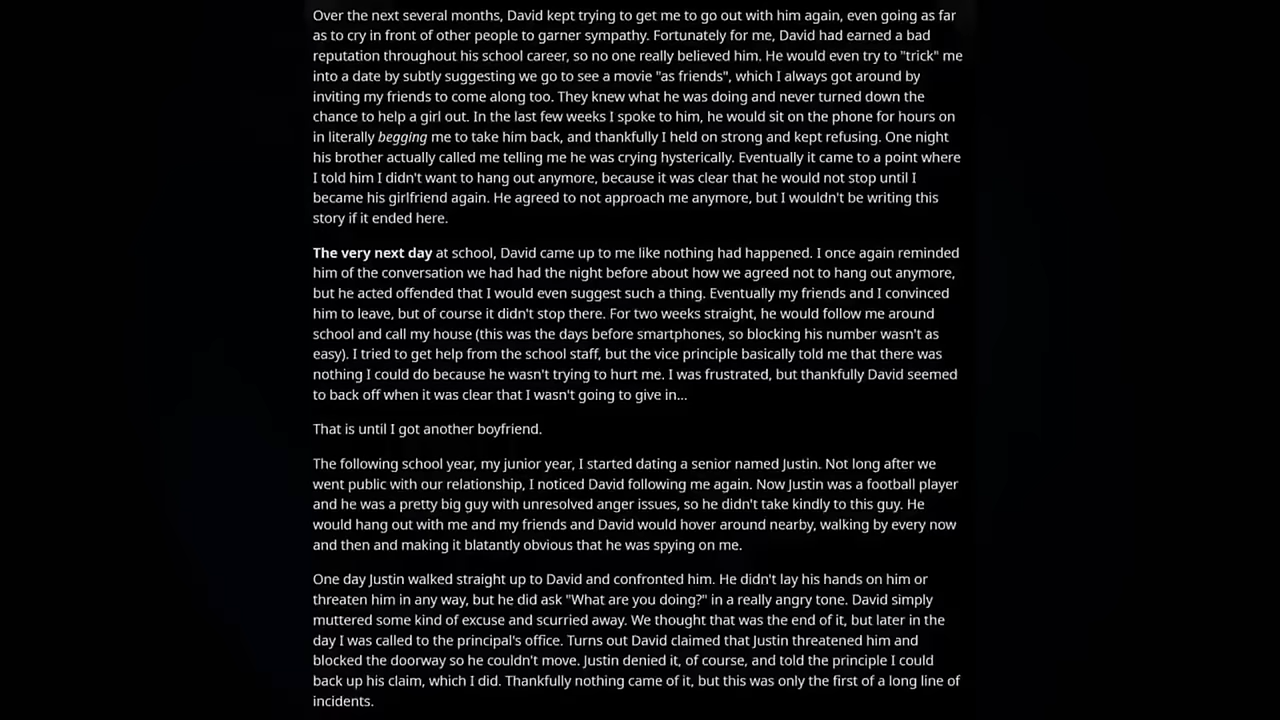 Over the next several months, David kept trying to get me to go out with him again, even going as far
as to cry in front of other people to garner sympathy. Fortunately for me, David had earned a bad
reputation throughout his school career, so no one really believed him. He would even try to "trick" me
into a date by subtly suggesting we go to see a movie "as friends", which I always got around by
inviting my friends to come along too. They knew what he was doing and never turned down the
chance to help a girl out. In the last few weeks I spoke to him, he would sit on the phone for hours on
in literally begging me to take him back, and thankfully I held on strong and kept refusing. One night
his brother actually called me telling me he was crying hysterically. Eventually it came to a point where
I told him I didn't want to hang out anymore, because it was clear that he would not stop until I
became his girlfriend again. He agreed to not approach me anymore, but I wouldn't be writing this
story if it ended here.
The very next day at school, David came up to me like nothing had happened. I once again reminded
him of the conversation we had had the night before about how we agreed not to hang out anymore,
but he acted offended that I would even suggest such a thing. Eventually my friends and I convinced
him to leave, but of course it didn't stop there. For two weeks straight, he would follow me around
school and call my house (this was the days before smartphones, so blocking his number wasn't as
easy). I tried to get help from the school staff, but the vice principle basically told me that there was
nothing I could do because he wasn't trying to hurt me. I was frustrated, but thankfully David seemed
to back off when it was clear that I wasn't going to give in...
That is until I got another boyfriend.
The following school year, my junior year, I started dating a senior named Justin. Not long after we
went public with our relationship, I noticed David following me again. Now Justin was a football player
and he was a pretty big guy with unresolved anger issues, so he didn't take kindly to this guy. He
would hang out with me and my friends and David would hover around nearby, walking by every now
and then and making it blatantly obvious that he was spying on me.
One day Justin walked straight up to David and confronted him. He didn't lay his hands on him or
threaten him in any way, but he did ask "What are you doing?" in a really angry tone. David simply
muttered some kind of excuse and scurried away. We thought that was the end of it, but later in the
day I was called to the principal's office. Turns out David claimed that Justin threatened him and
blocked the doorway so he couldn't move. Justin denied it, of course, and told the principle I could
back up his claim, which I did. Thankfully nothing came of it, but this was only the first of a long line of
incidents.